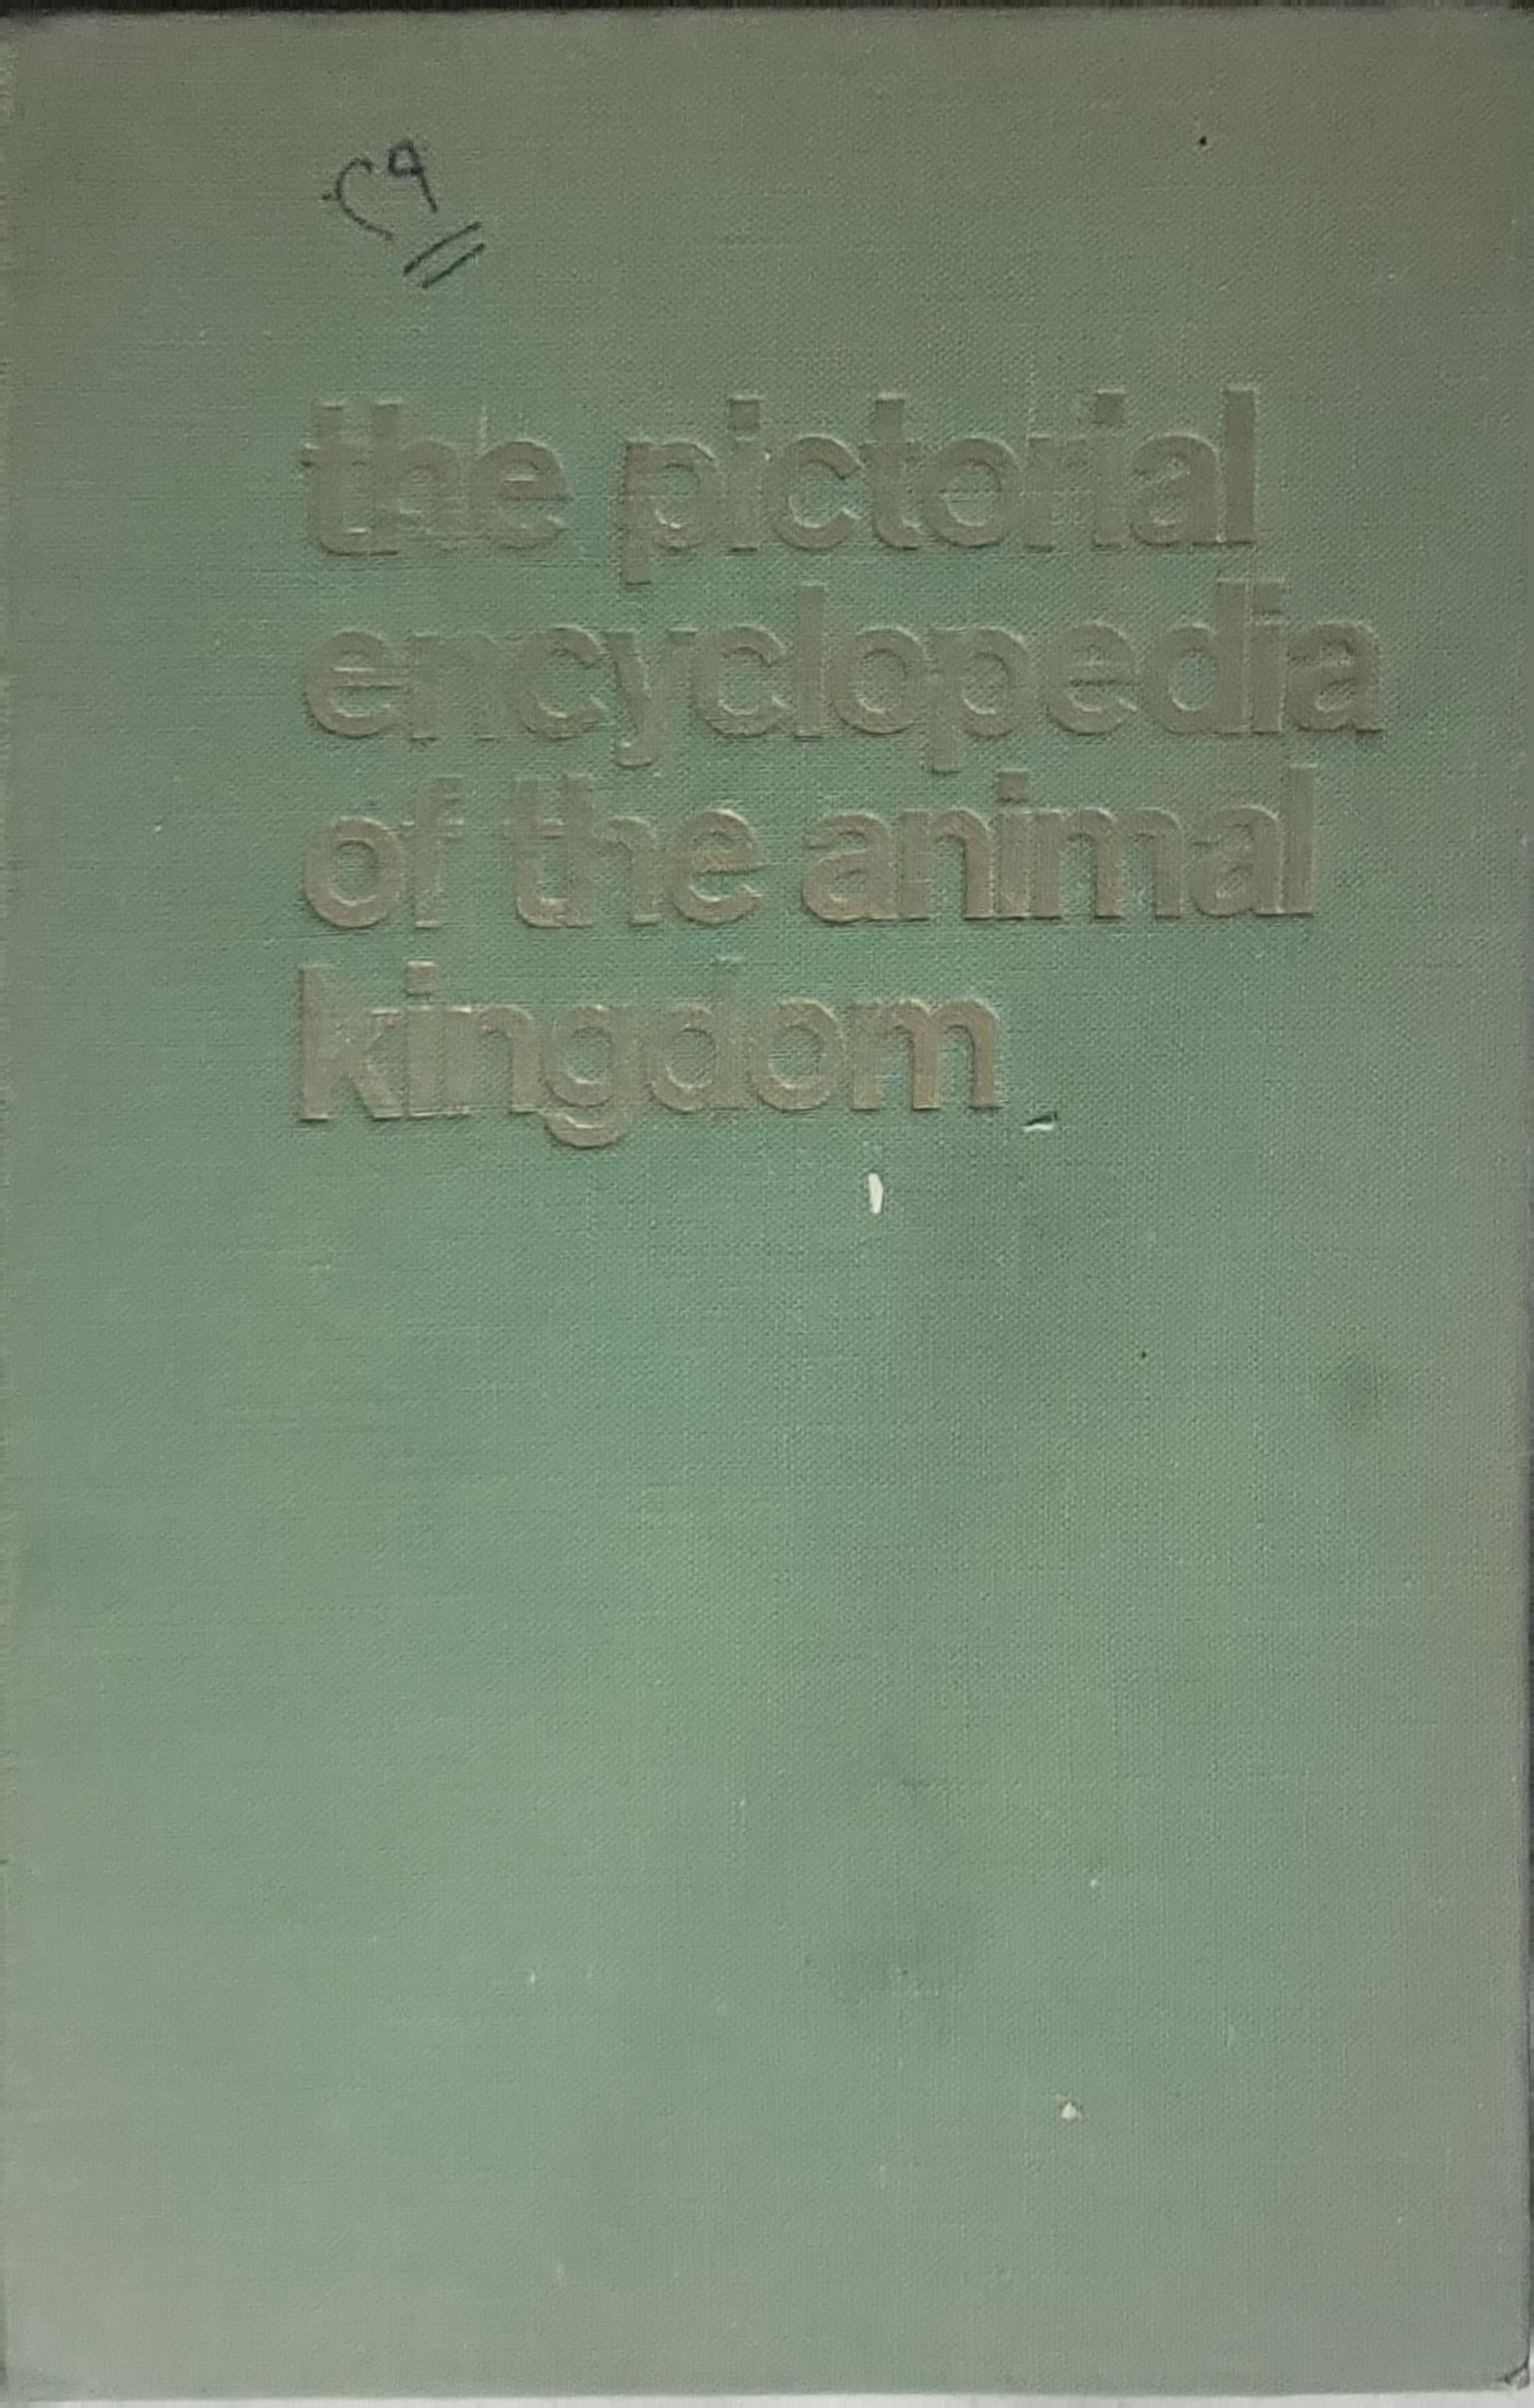 the pictorial
encyclopedia
of the animal
kingdom